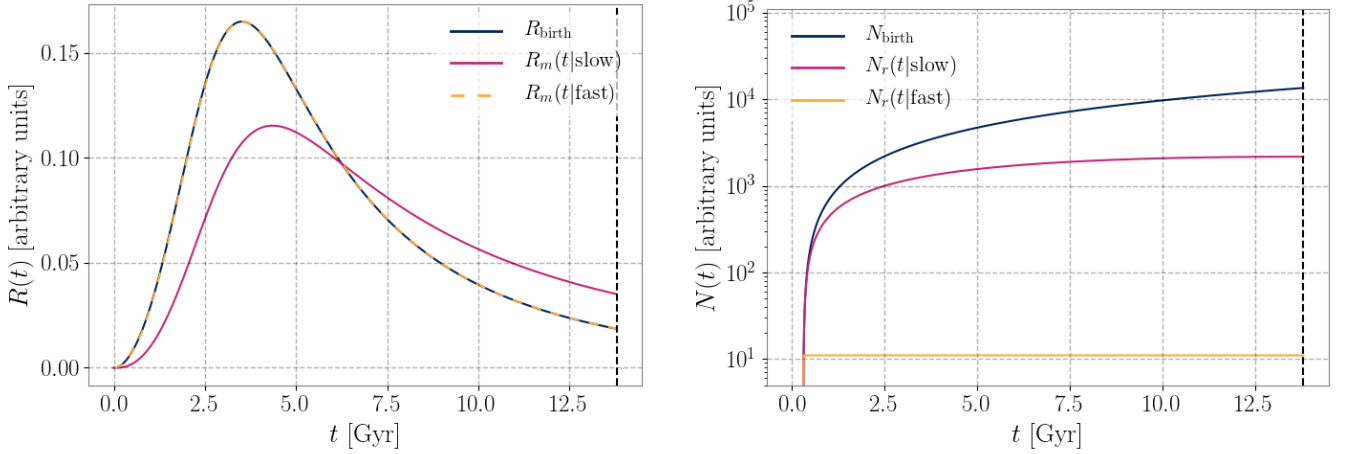 R(t) [arbitrary units]
0.15
0.10
0.05
0.00
R_birth
R_m(t|slow)
R_m(t|fast)
0.0 2.5 5.0 7.5 10.0 12.5
t [Gyr]
N(t) [arbitrary units]
10^5
10^4
10^3
10^2
10^1
N_birth
N_r(t|slow)
N_r(t|fast)
0.0 2.5 5.0 7.5 10.0 12.5
t [Gyr]